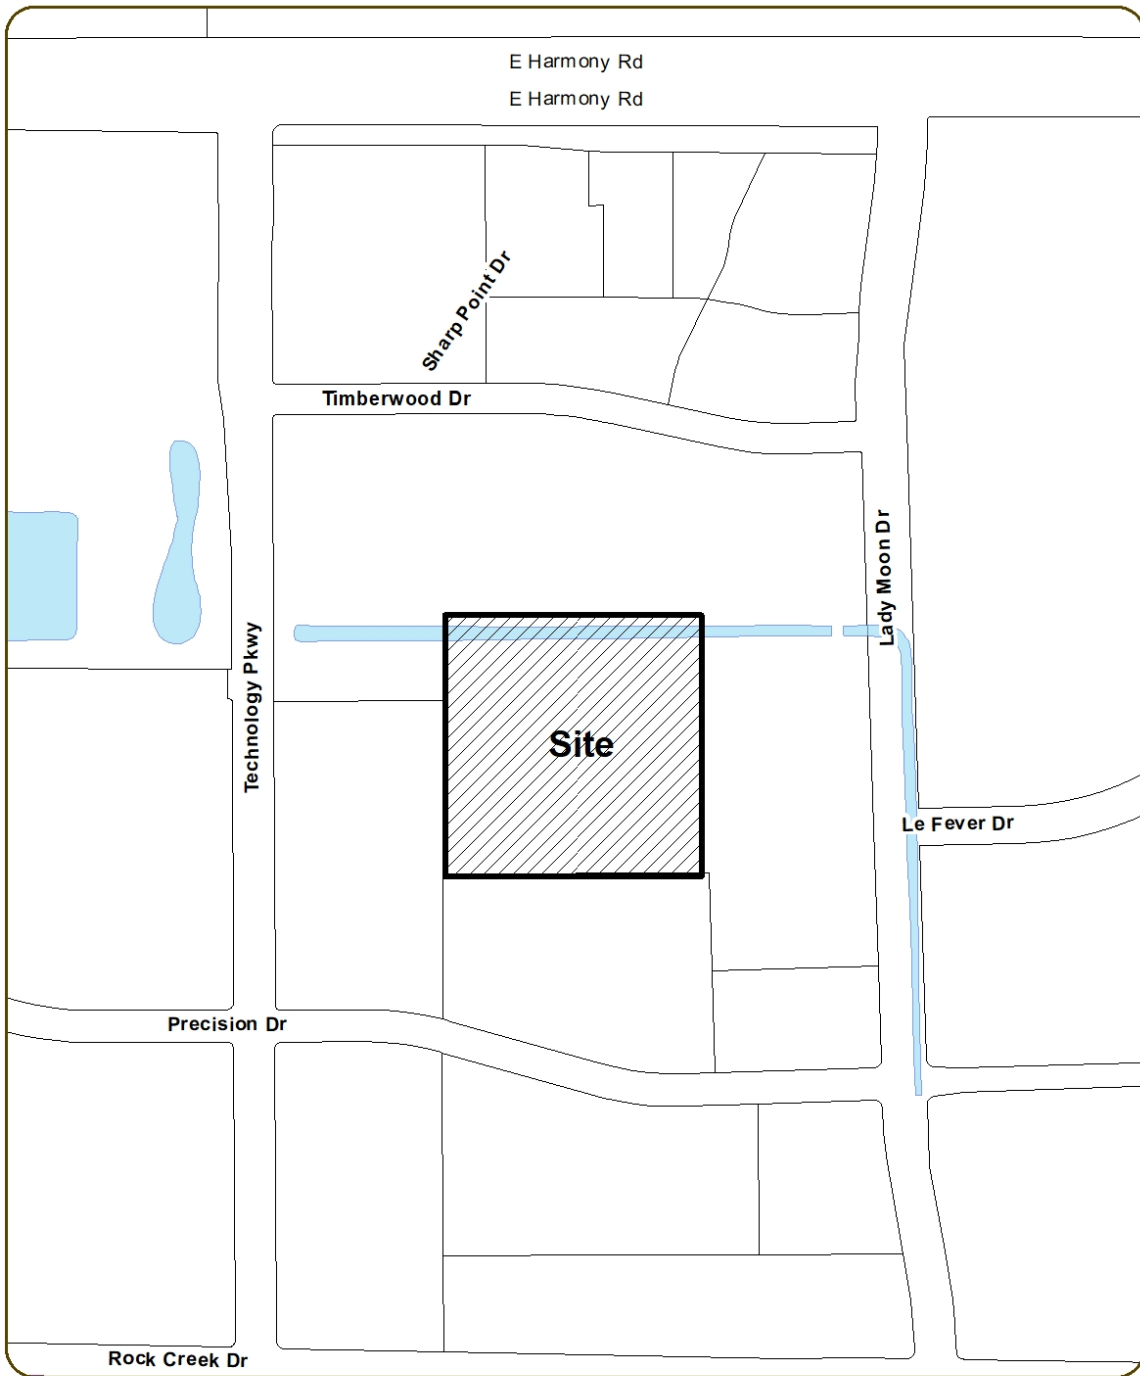 E Harmony Rd
E Harmony Rd
Sharp Point Dr
Timberwood Dr
Lady Moon Dr
Technology Pkwy
Site
Le Fever Dr
Precision Dr
Rock Creek Dr